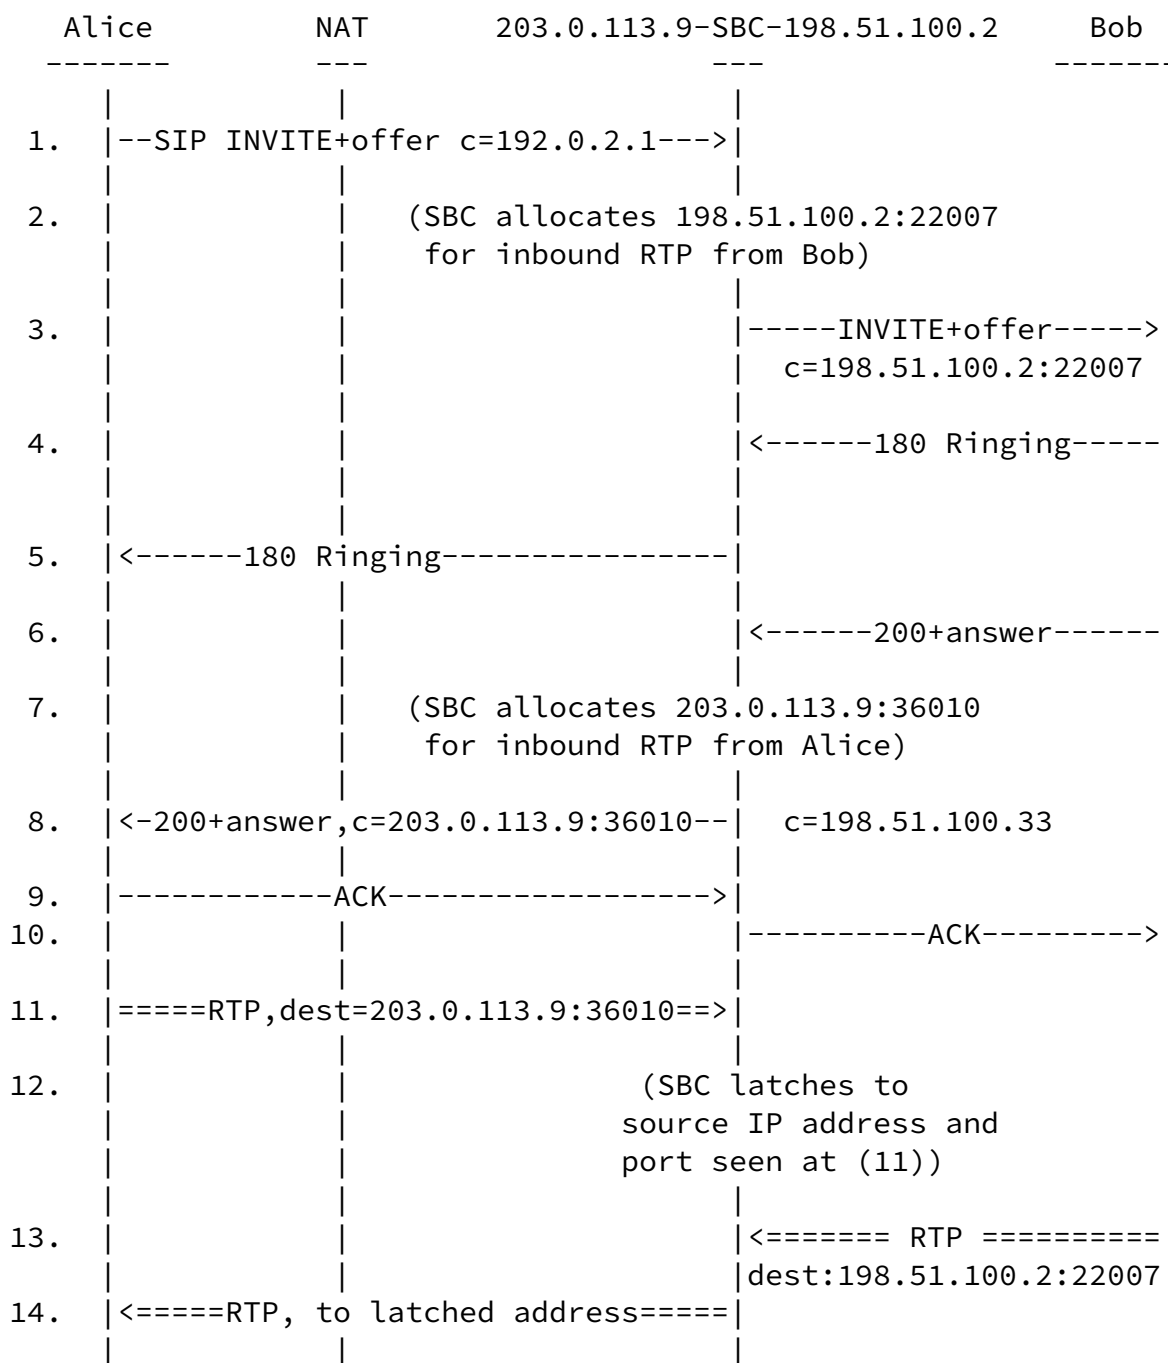 Alice NAT 203.0.113.9-SBC-198.51.100.2 Bob
------- --- --- -------
1. |--SIP INVITE+offer c=192.0.2.1--->|
2. (SBC allocates 198.51.100.2:22007
for inbound RTP from Bob)
3. |-----INVITE+offer----->
c=198.51.100.2:22007
4. |<------180 Ringing-----
5. |<------180 Ringing----------------|
6. |<------200+answer------
7. (SBC allocates 203.0.113.9:36010
for inbound RTP from Alice)
8. |<-200+answer,c=203.0.113.9:36010--| c=198.51.100.33
9. |------------ACK------------------->|
10. |----------ACK--------->
11. |=====RTP,dest=203.0.113.9:36010==>|
12. (SBC latches to
source IP address and
port seen at (11))
13. |<======= RTP ==========
|dest:198.51.100.2:22007
14. |<=====RTP, to latched address=====|